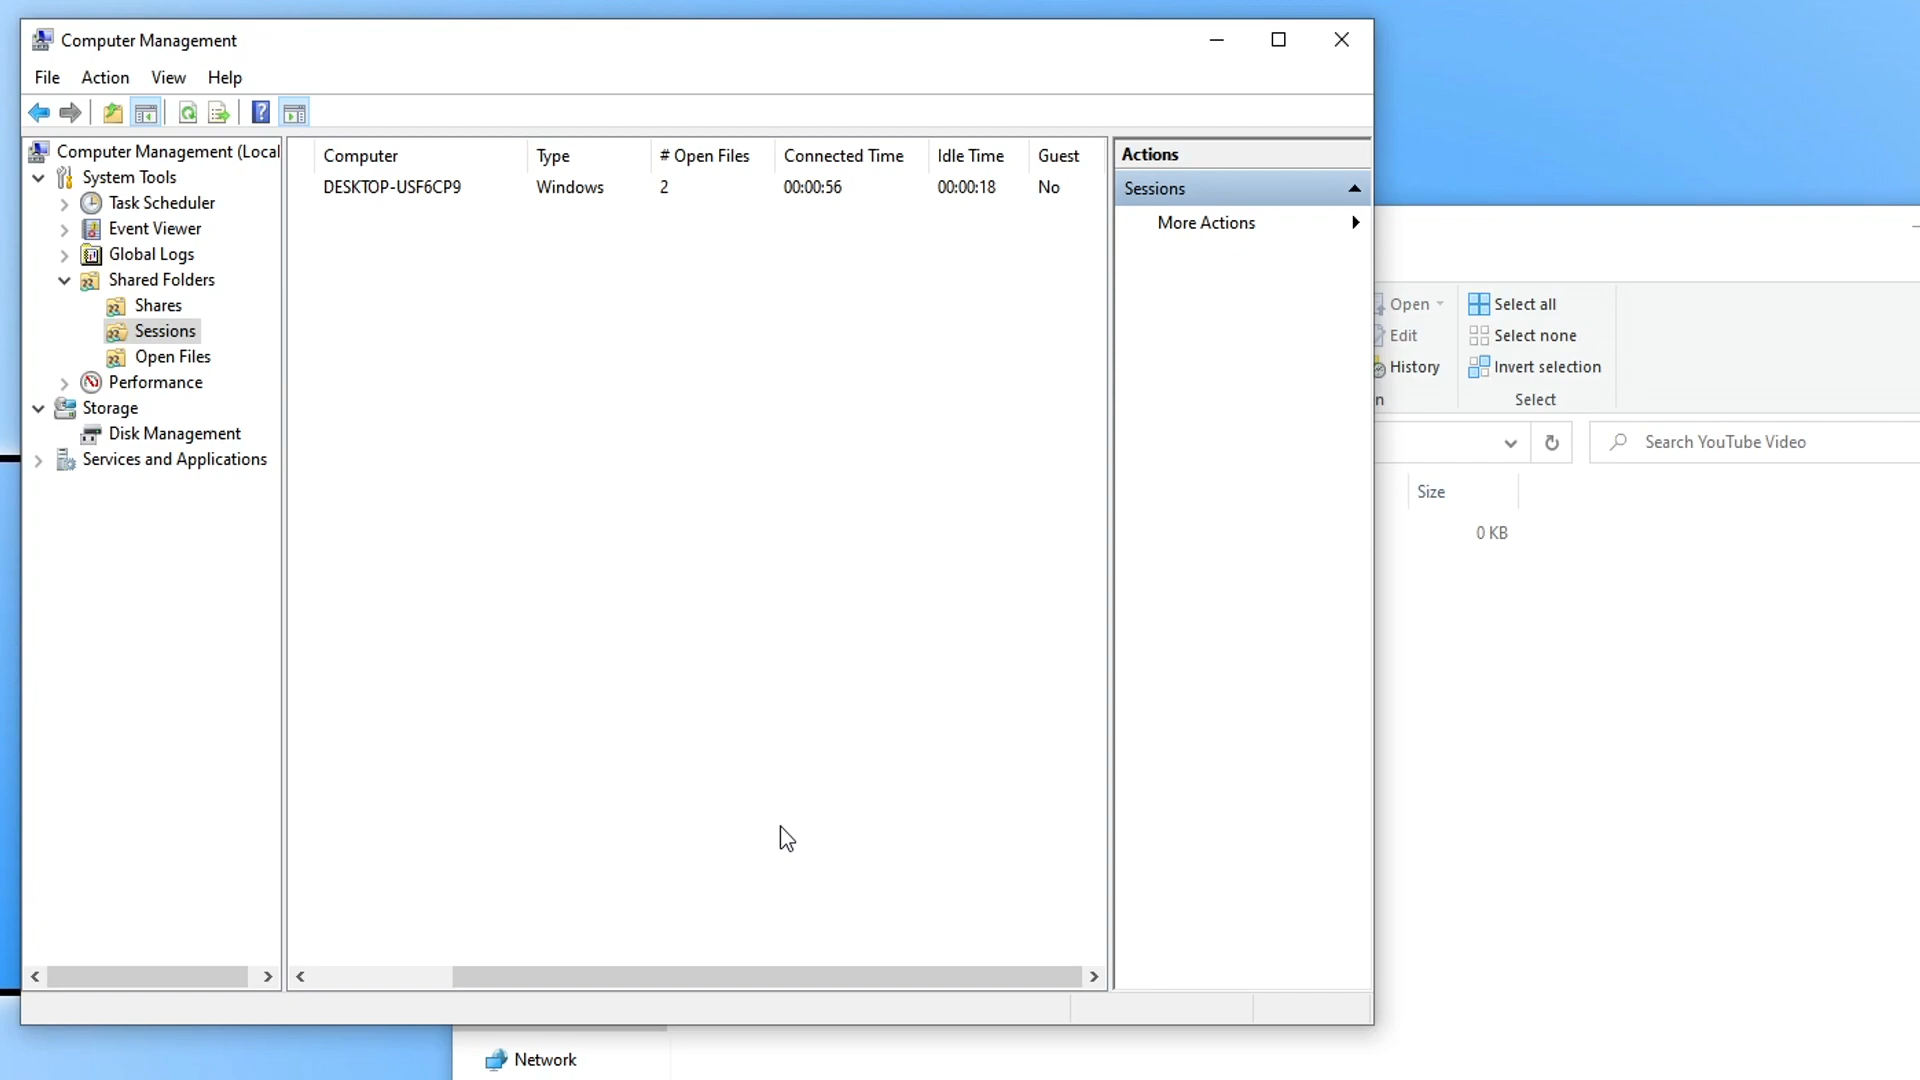 Computer Management
File Action View Help
Computer Management (Local
System Tools
Task Scheduler
Event Viewer
Global Logs
Shared Folders
Shares
Sessions
Open Files
Performance
Storage
Disk Management
Services and Applications
Computer Type # Open Files Connected Time Idle Time Guest
DESKTOP-USF6CP9 Windows 2 00:00:56 00:00:18 No
Actions
Sessions
More Actions
Open Select all
Edit Select none
History Invert selection
n Select
Search YouTube Video
Size
0 KB
Network